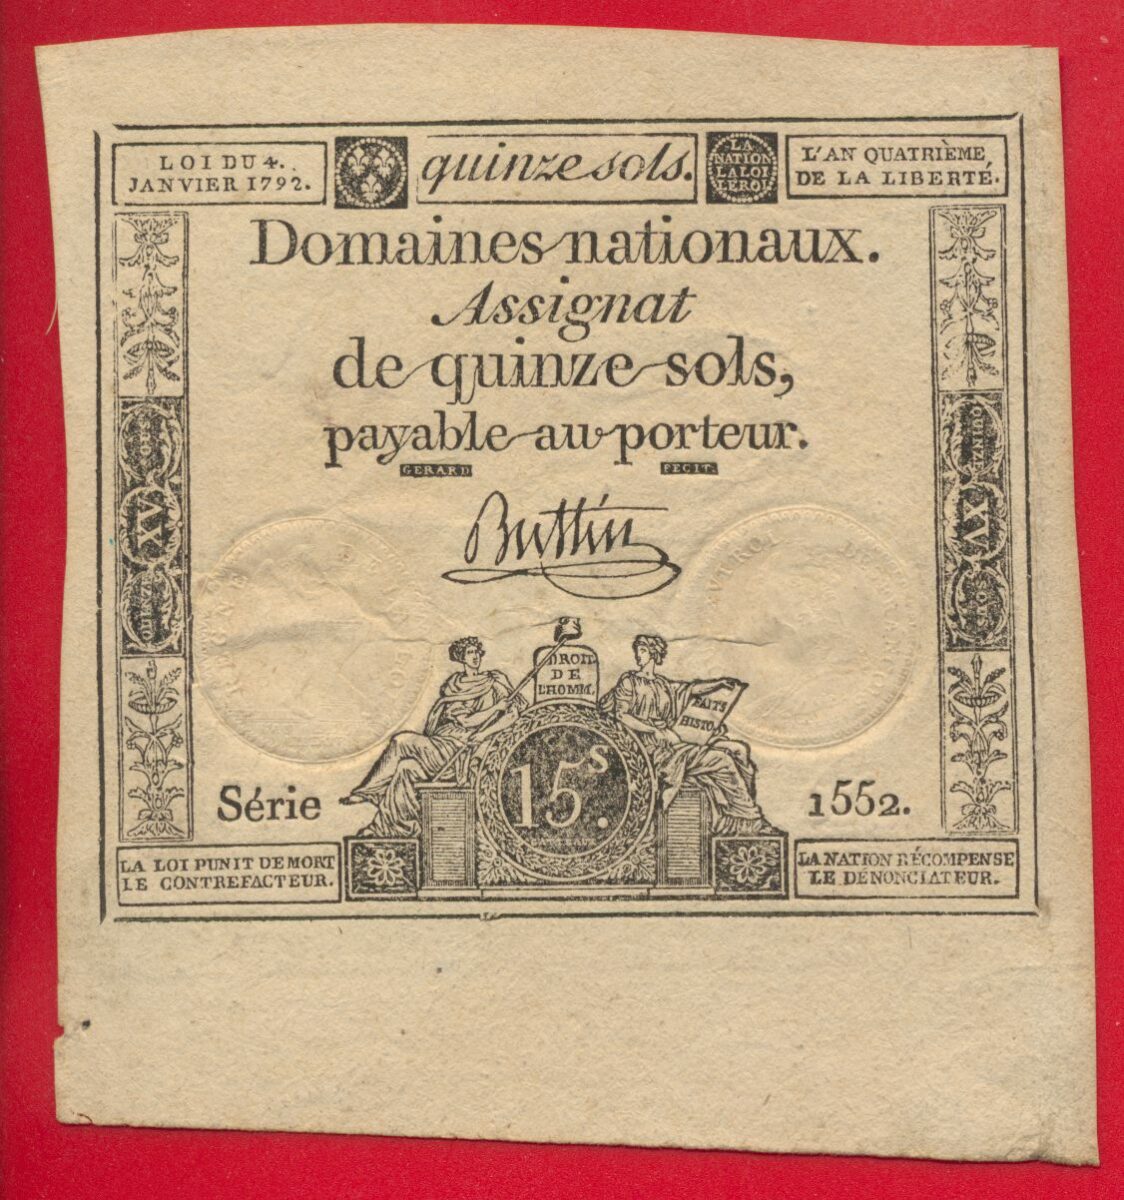 LOI DU 4.
JANVIER 1792.
quinze sols.
LA
NATION
LA LOI
LE ROI
L'AN QUATRIÈME,
DE LA LIBERTÉ.
Domaines nationaux.
Assignat
de quinze sols,
payable au porteur.
GERARD FECIT.
Buttin
XV
XV
DROIT
DE
L'HOMM.
FAITS
HISTO.
15 s.
Série 1552.
LA LOI PUNIT DE MORT
LE CONTREFACTEUR.
LA NATION RÉCOMPENSE
LE DÉNONCIATEUR.